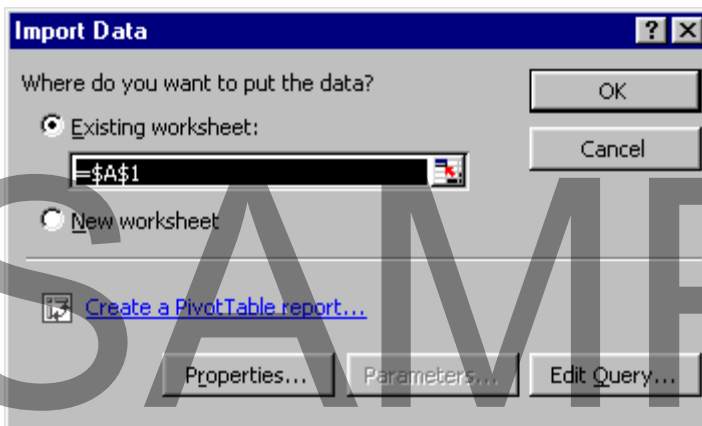 Import Data
Where do you want to put the data?
OK
Existing worksheet:
Cancel
=$A$1
New worksheet
Create a PivotTable report...
Properties... Parameters... Edit Query...
SAMP